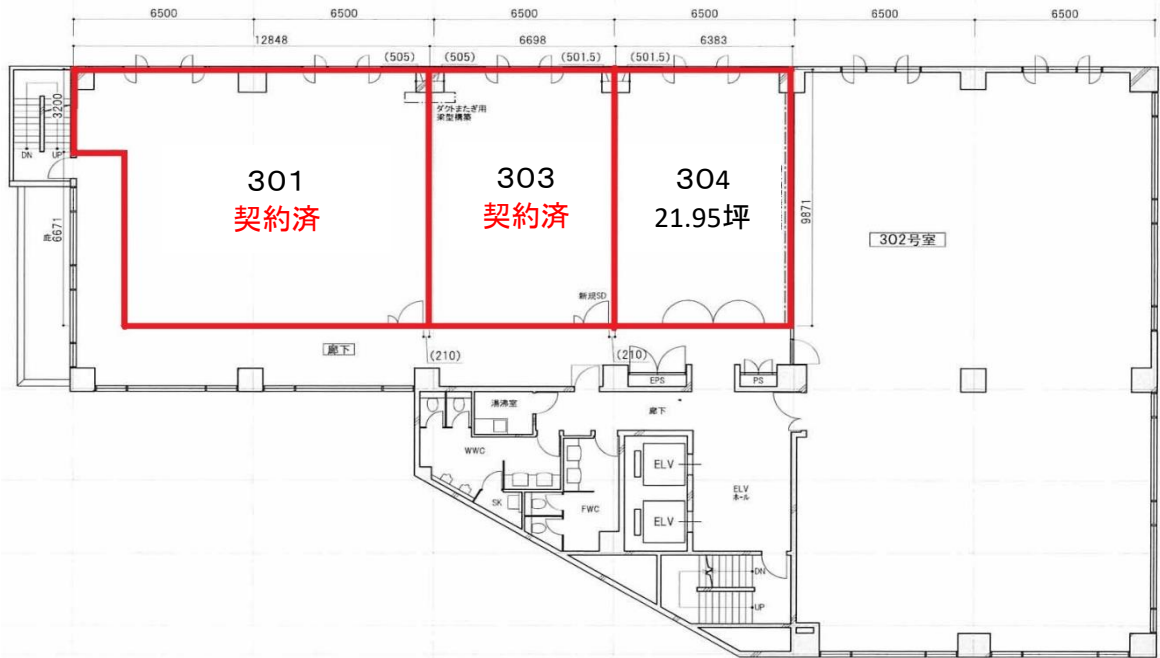 6500 6500 6500 6500 6500 6500
12848 6698 6383
(505) (505) (501.5) (501.5)
3200
ダクトまたぎ用
梁型構築
DN UP
301
契約済
303
契約済
304
21.95坪
9871
302号室
6671
新規SD
廊下
(210) (210)
EPS
PS
湯沸室
廊下
WWC
ELV
SK
FWC
ELV
ELV
ホール
DN
UP